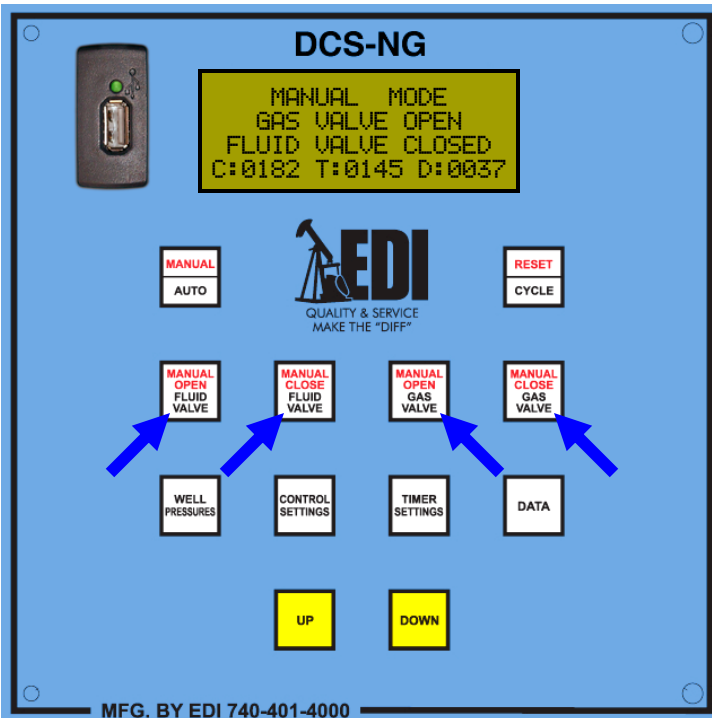 DCS-NG
MANUAL MODE
GAS VALVE OPEN
FLUID VALVE CLOSED
C:0182 T:0145 D:0037
EDI
QUALITY & SERVICE
MAKE THE "DIFF"
MANUAL
AUTO
RESET
CYCLE
MANUAL
OPEN
FLUID
VALVE
MANUAL
CLOSE
FLUID
VALVE
MANUAL
OPEN
GAS
VALVE
MANUAL
CLOSE
GAS
VALVE
WELL
PRESSURES
CONTROL
SETTINGS
TIMER
SETTINGS
DATA
UP
DOWN
MFG. BY EDI 740-401-4000